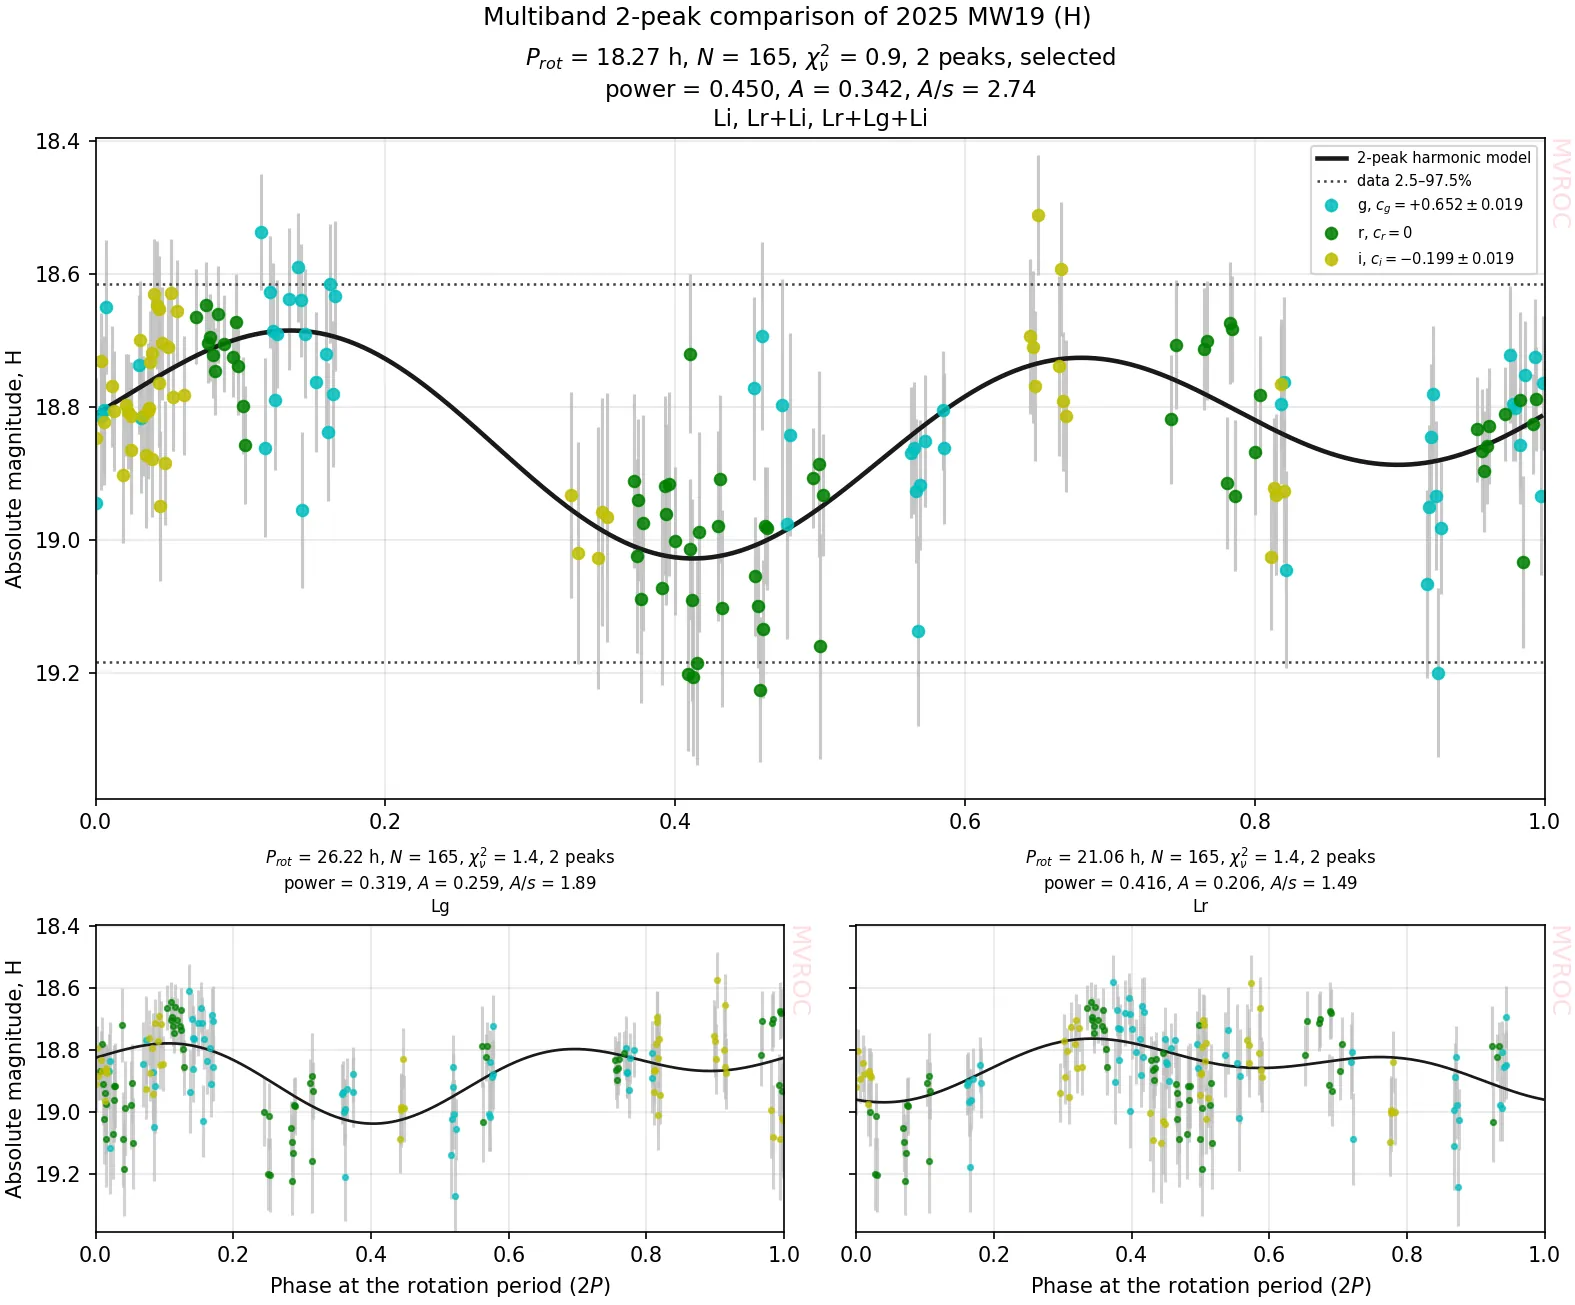 Multiband 2-peak comparison of 2025 MW19 (H)
P_rot = 18.27 h, N = 165, χ²_ν = 0.9, 2 peaks, selected
power = 0.450, A = 0.342, A/s = 2.74
Li, Lr+Li, Lr+Lg+Li
18.4
18.6
18.8
19.0
19.2
Absolute magnitude, H
2-peak harmonic model
data 2.5–97.5%
g, c_g = +0.652 ± 0.019
r, c_r = 0
i, c_i = −0.199 ± 0.019
MVROC
0.0 0.2 0.4 0.6 0.8 1.0
P_rot = 26.22 h, N = 165, χ²_ν = 1.4, 2 peaks
power = 0.319, A = 0.259, A/s = 1.89
Lg
18.4
18.6
18.8
19.0
19.2
Absolute magnitude, H
MVROC
0.0 0.2 0.4 0.6 0.8 1.0
Phase at the rotation period (2P)
P_rot = 21.06 h, N = 165, χ²_ν = 1.4, 2 peaks
power = 0.416, A = 0.206, A/s = 1.49
Lr
MVROC
0.0 0.2 0.4 0.6 0.8 1.0
Phase at the rotation period (2P)